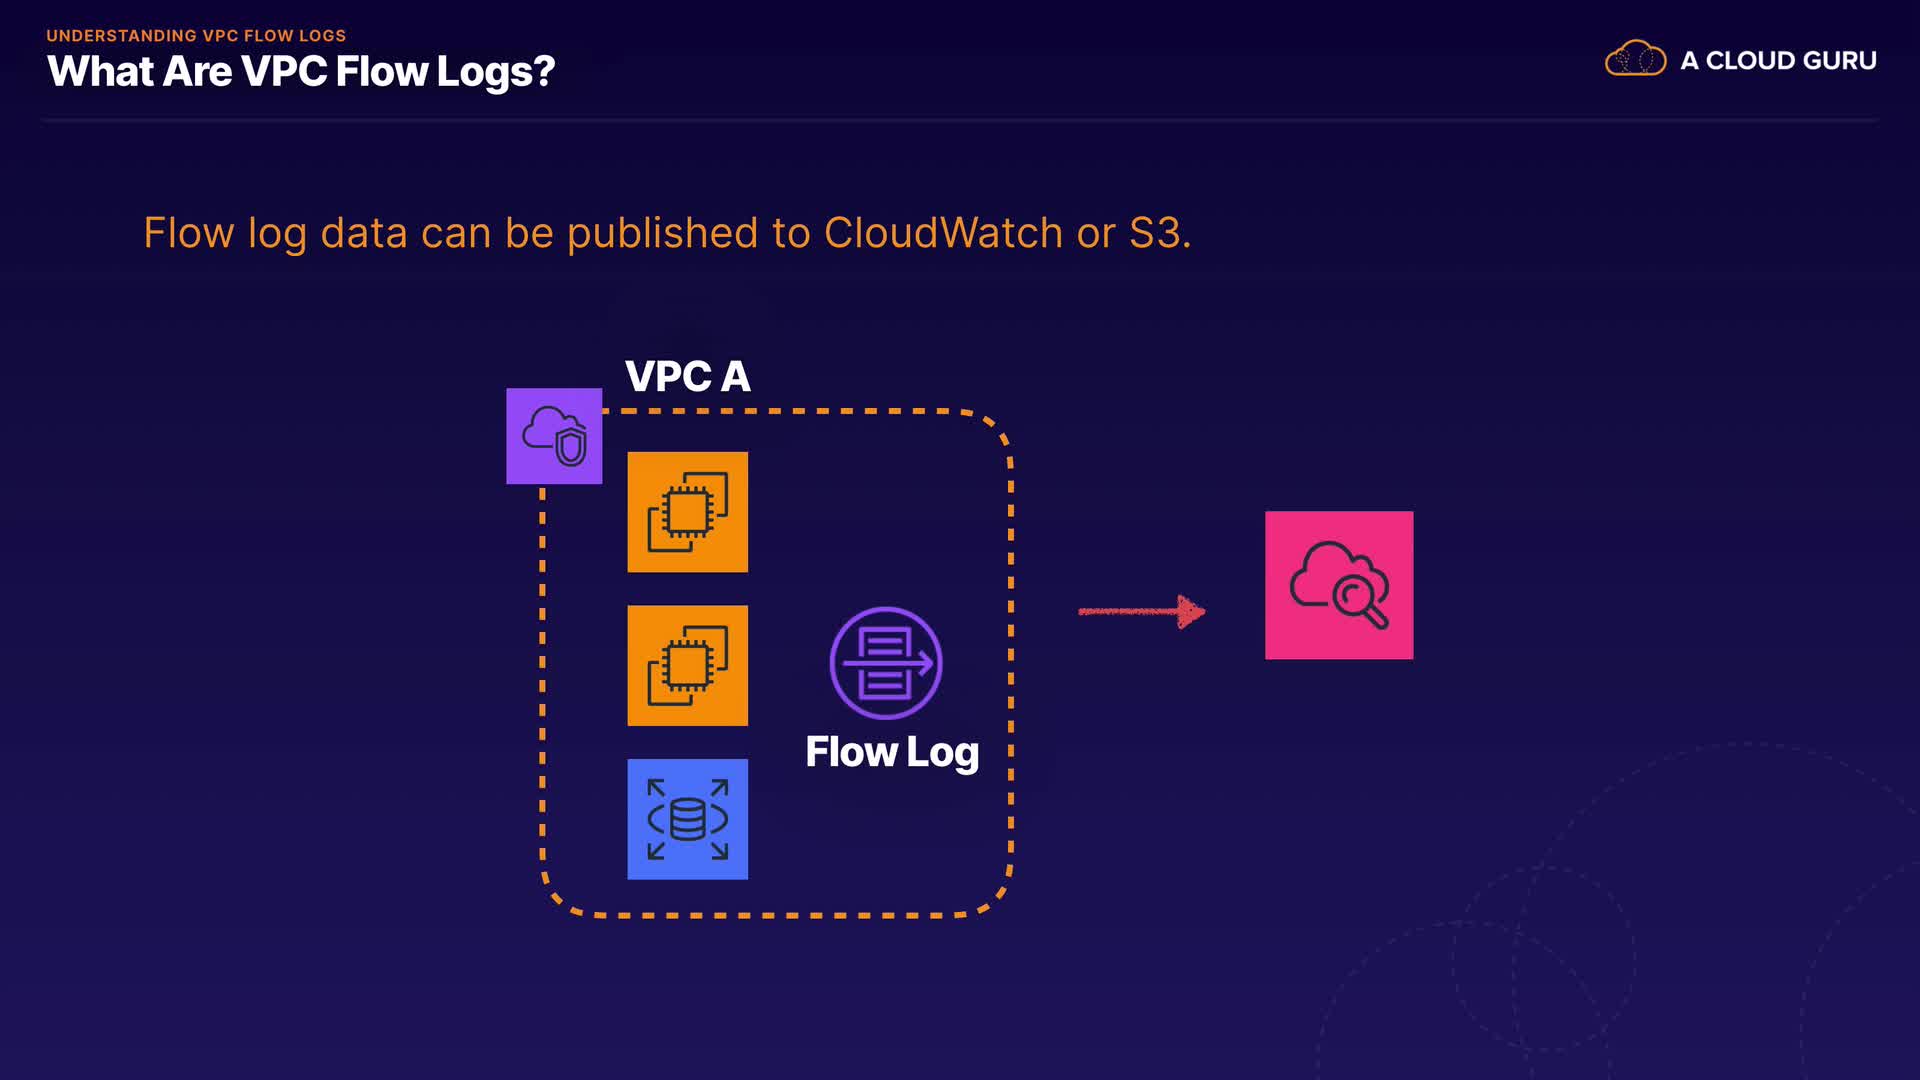 UNDERSTANDING VPC FLOW LOGS
What Are VPC Flow Logs?
A CLOUD GURU
Flow log data can be published to CloudWatch or S3.
VPC A
Flow Log